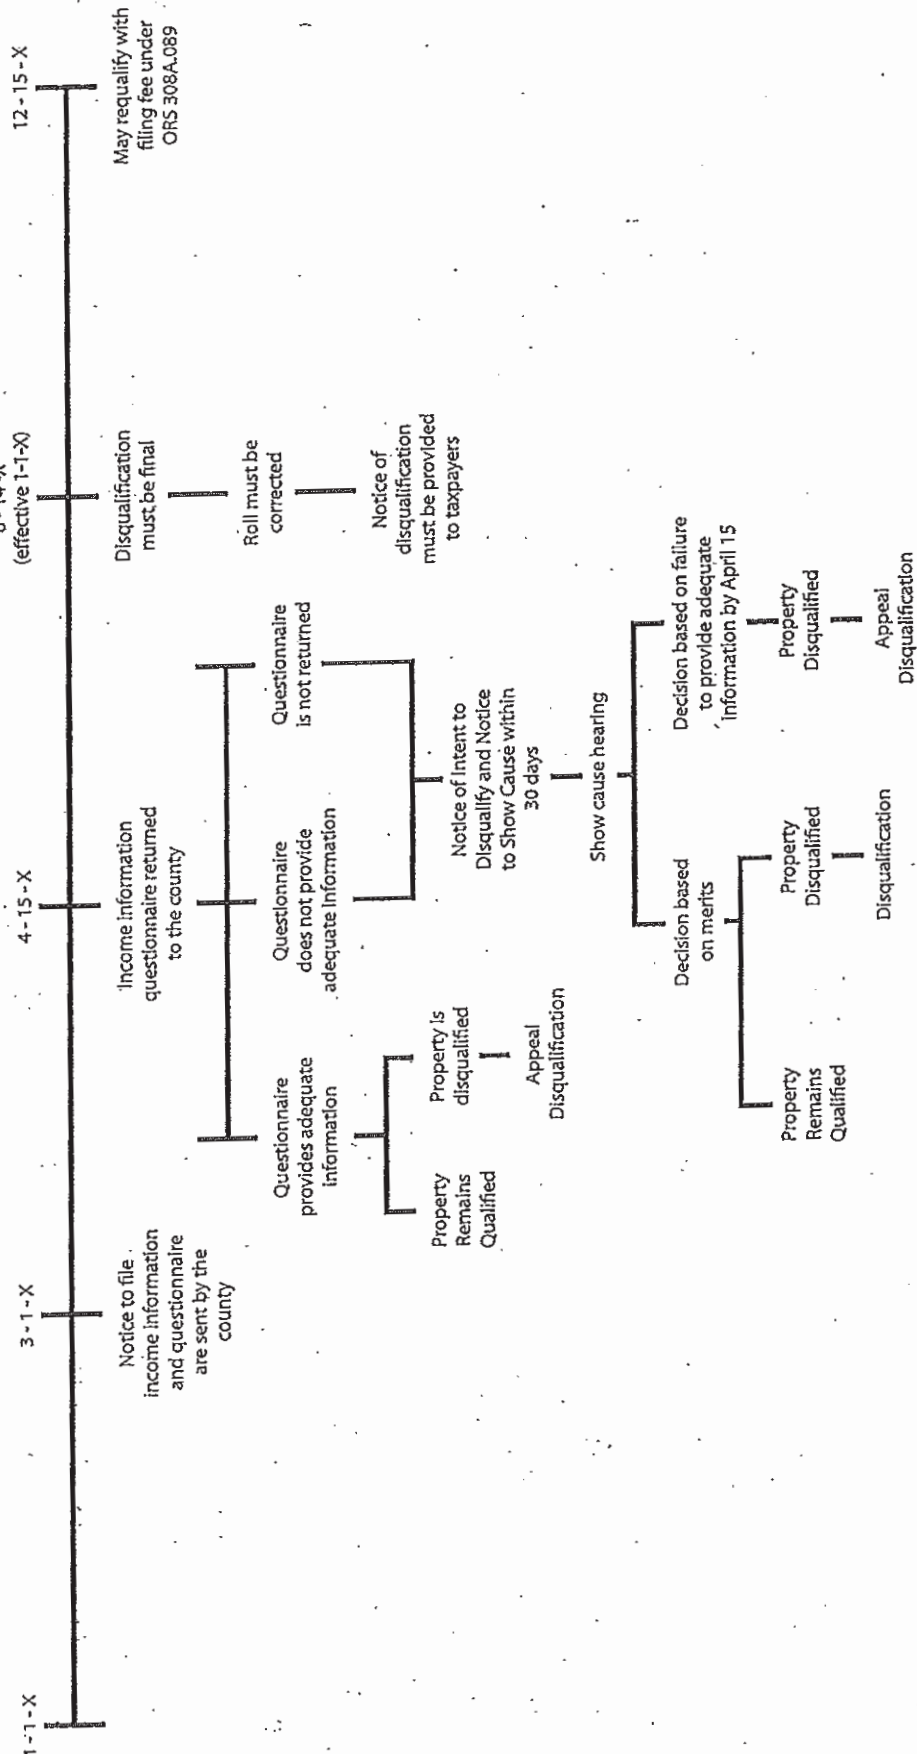 1-1-X
3-1-X
4-15-X
(effective 1-1-X)
12-15-X
Notice to file
income information
and questionnaire
are sent by the
county
Income information
questionnaire returned
to the county
Questionnaire
provides adequate
information
Property
Remains
Qualified
Property is
disqualified
Appeal
Disqualification
Questionnaire
does not provide
adequate information
Questionnaire
is not returned
Notice of Intent to
Disqualify and Notice
to Show Cause within
30 days
Show cause hearing
Decision based
on merits
Property
Remains
Qualified
Property
Disqualified
Disqualification
Decision based on failure
to provide adequate
information by April 15
Property
Disqualified
Appeal
Disqualification
Disqualification
must be final
Roll must be
corrected
Notice of
disqualification
must be provided
to taxpayers
May requalify with
filing fee under
ORS 308A.089